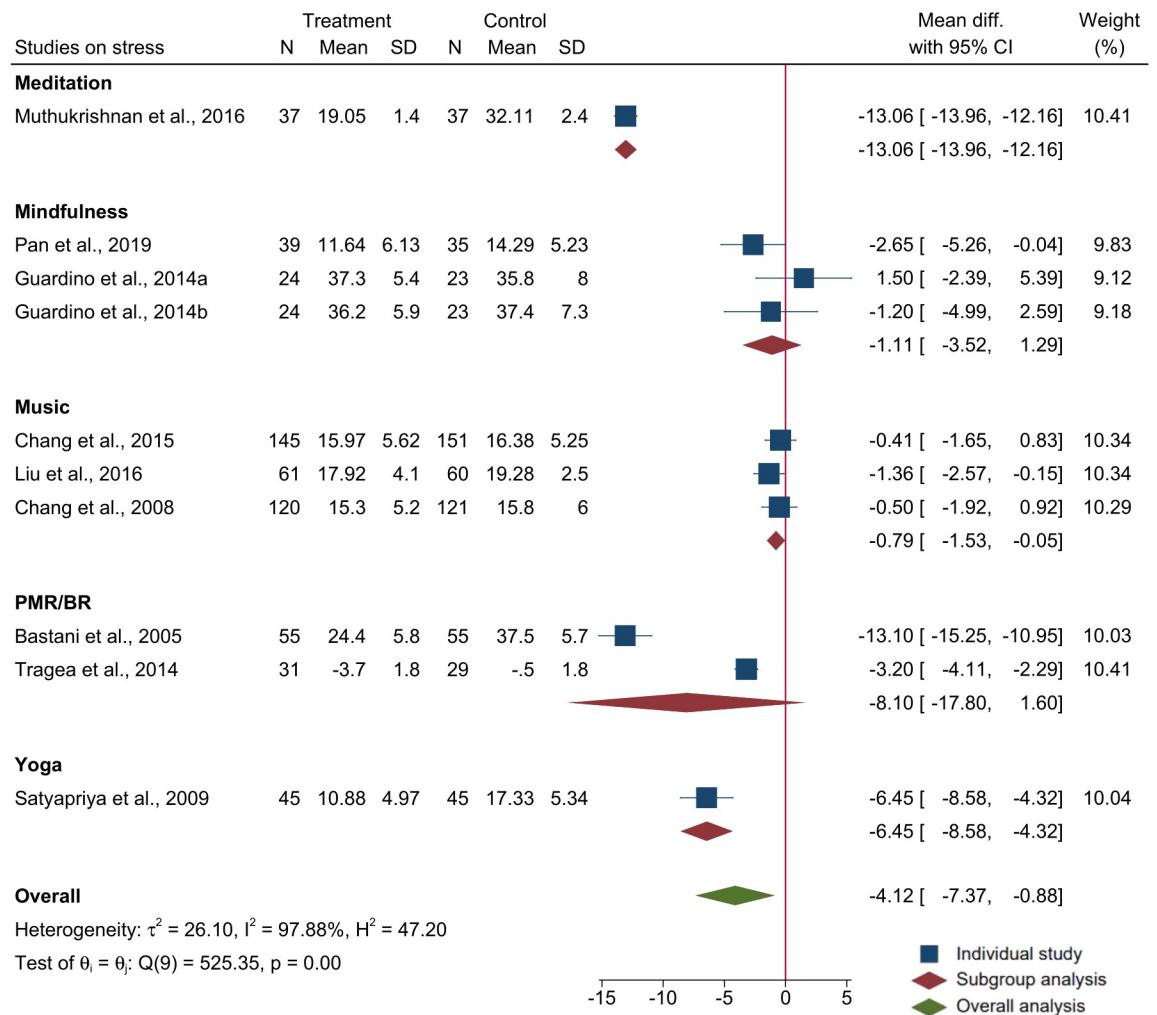 Treatment Control Mean diff. Weight
Studies on stress N Mean SD N Mean SD with 95% CI (%)
Meditation
Muthukrishnan et al., 2016 37 19.05 1.4 37 32.11 2.4 -13.06 [ -13.96, -12.16] 10.41
-13.06 [ -13.96, -12.16]
Mindfulness
Pan et al., 2019 39 11.64 6.13 35 14.29 5.23 -2.65 [ -5.26, -0.04] 9.83
Guardino et al., 2014a 24 37.3 5.4 23 35.8 8 1.50 [ -2.39, 5.39] 9.12
Guardino et al., 2014b 24 36.2 5.9 23 37.4 7.3 -1.20 [ -4.99, 2.59] 9.18
-1.11 [ -3.52, 1.29]
Music
Chang et al., 2015 145 15.97 5.62 151 16.38 5.25 -0.41 [ -1.65, 0.83] 10.34
Liu et al., 2016 61 17.92 4.1 60 19.28 2.5 -1.36 [ -2.57, -0.15] 10.34
Chang et al., 2008 120 15.3 5.2 121 15.8 6 -0.50 [ -1.92, 0.92] 10.29
-0.79 [ -1.53, -0.05]
PMR/BR
Bastani et al., 2005 55 24.4 5.8 55 37.5 5.7 -13.10 [ -15.25, -10.95] 10.03
Tragea et al., 2014 31 -3.7 1.8 29 -.5 1.8 -3.20 [ -4.11, -2.29] 10.41
-8.10 [ -17.80, 1.60]
Yoga
Satyapriya et al., 2009 45 10.88 4.97 45 17.33 5.34 -6.45 [ -8.58, -4.32] 10.04
-6.45 [ -8.58, -4.32]
Overall -4.12 [ -7.37, -0.88]
Heterogeneity: τ² = 26.10, I² = 97.88%, H² = 47.20
Test of θᵢ = θⱼ: Q(9) = 525.35, p = 0.00
Individual study
Subgroup analysis
Overall analysis
-15 -10 -5 0 5